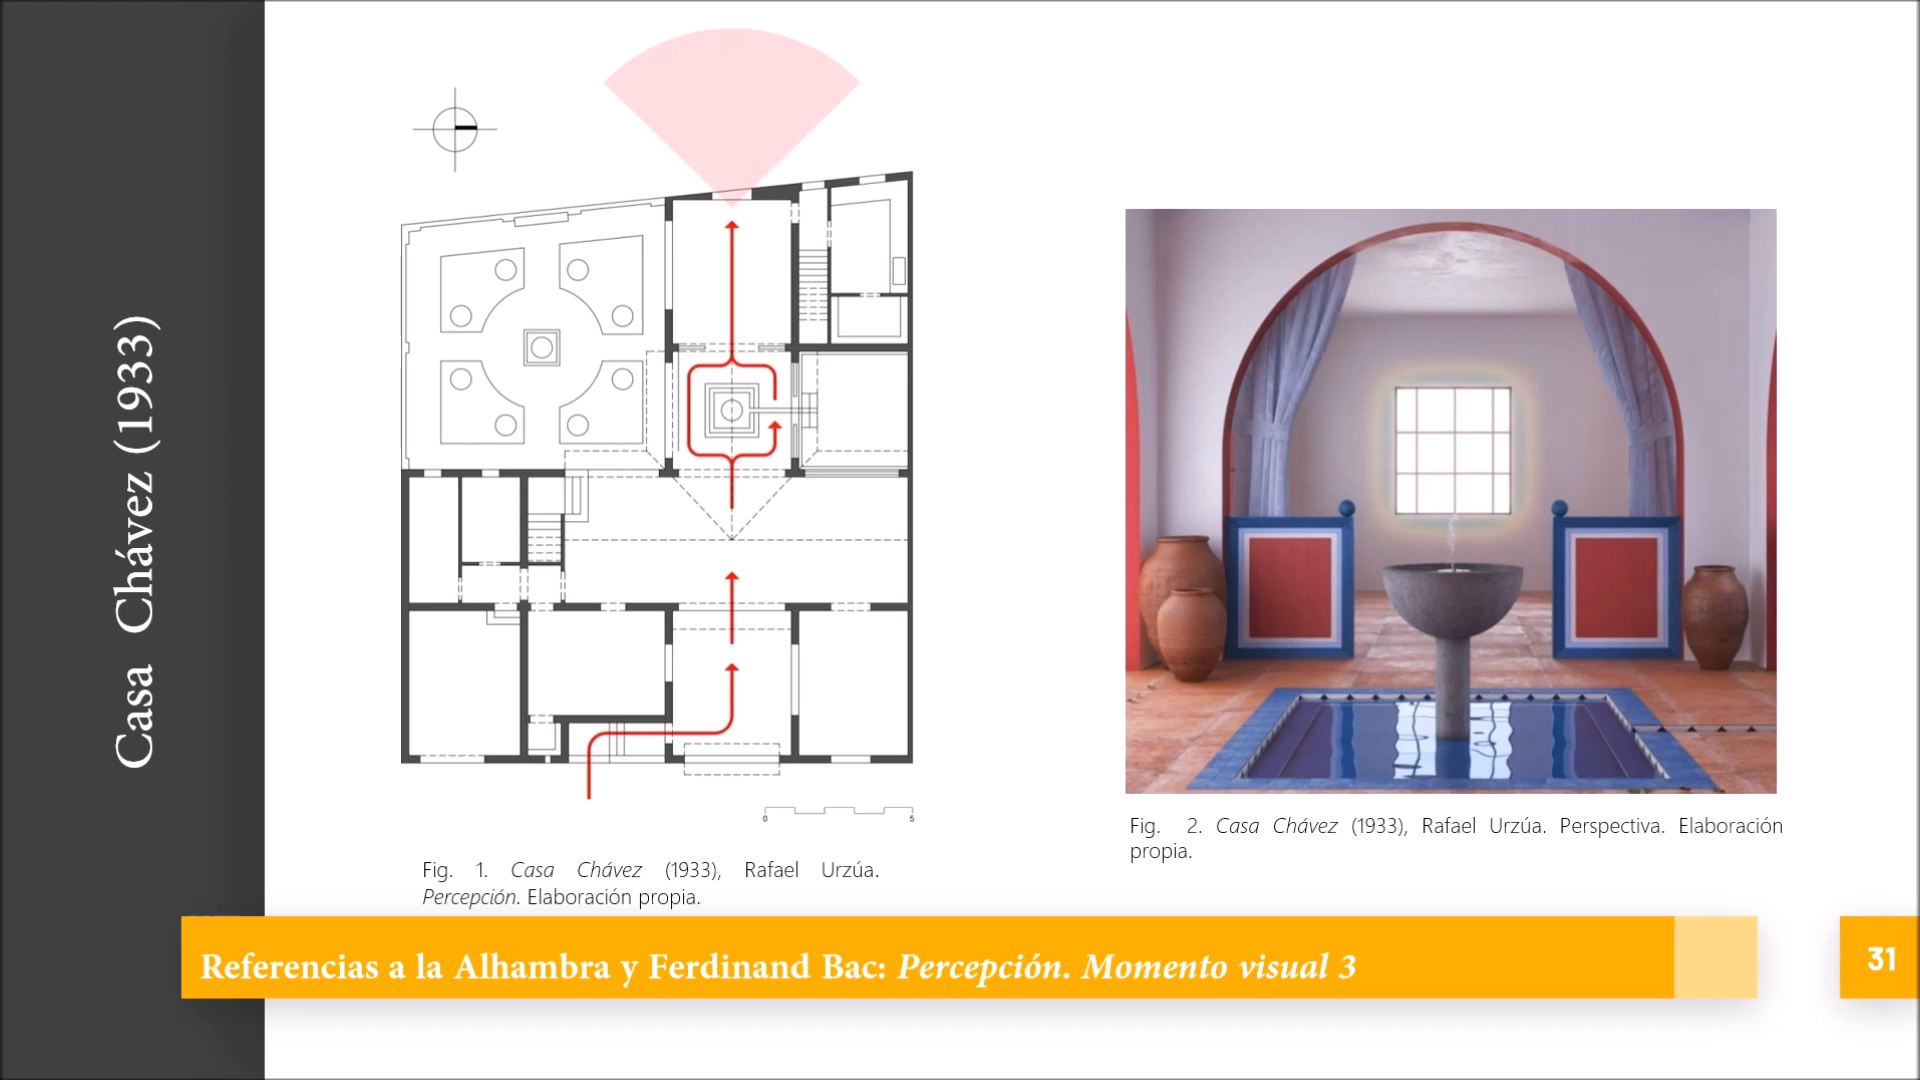 Casa Chávez (1933)
0 5
Fig. 1. Casa Chávez (1933), Rafael Urzúa.
Percepción. Elaboración propia.
Fig. 2. Casa Chávez (1933), Rafael Urzúa. Perspectiva. Elaboración
propia.
Referencias a la Alhambra y Ferdinand Bac: Percepción. Momento visual 3
31